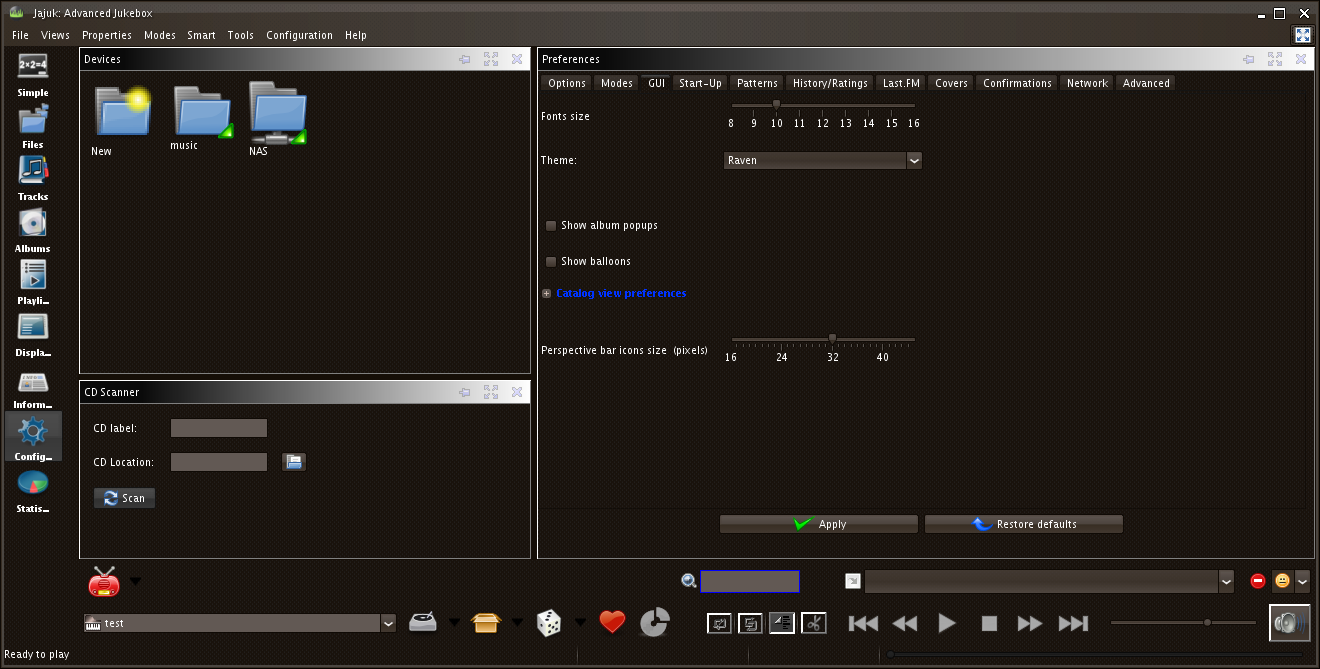 Jajuk: Advanced Jukebox
File Views Properties Modes Smart Tools Configuration Help
2×2=4
Simple
Files
Tracks
Albums
Playli...
Displa...
Inform...
Config...
Statis...
Devices
New
music
NAS
CD Scanner
CD label:
CD Location:
Scan
Preferences
Options Modes GUI Start-Up Patterns History/Ratings Last.FM Covers Confirmations Network Advanced
Fonts size
8 9 10 11 12 13 14 15 16
Theme:
Raven
Show album popups
Show balloons
Catalog view preferences
Perspective bar icons size (pixels)
16 24 32 40
Apply
Restore defaults
test
Ready to play